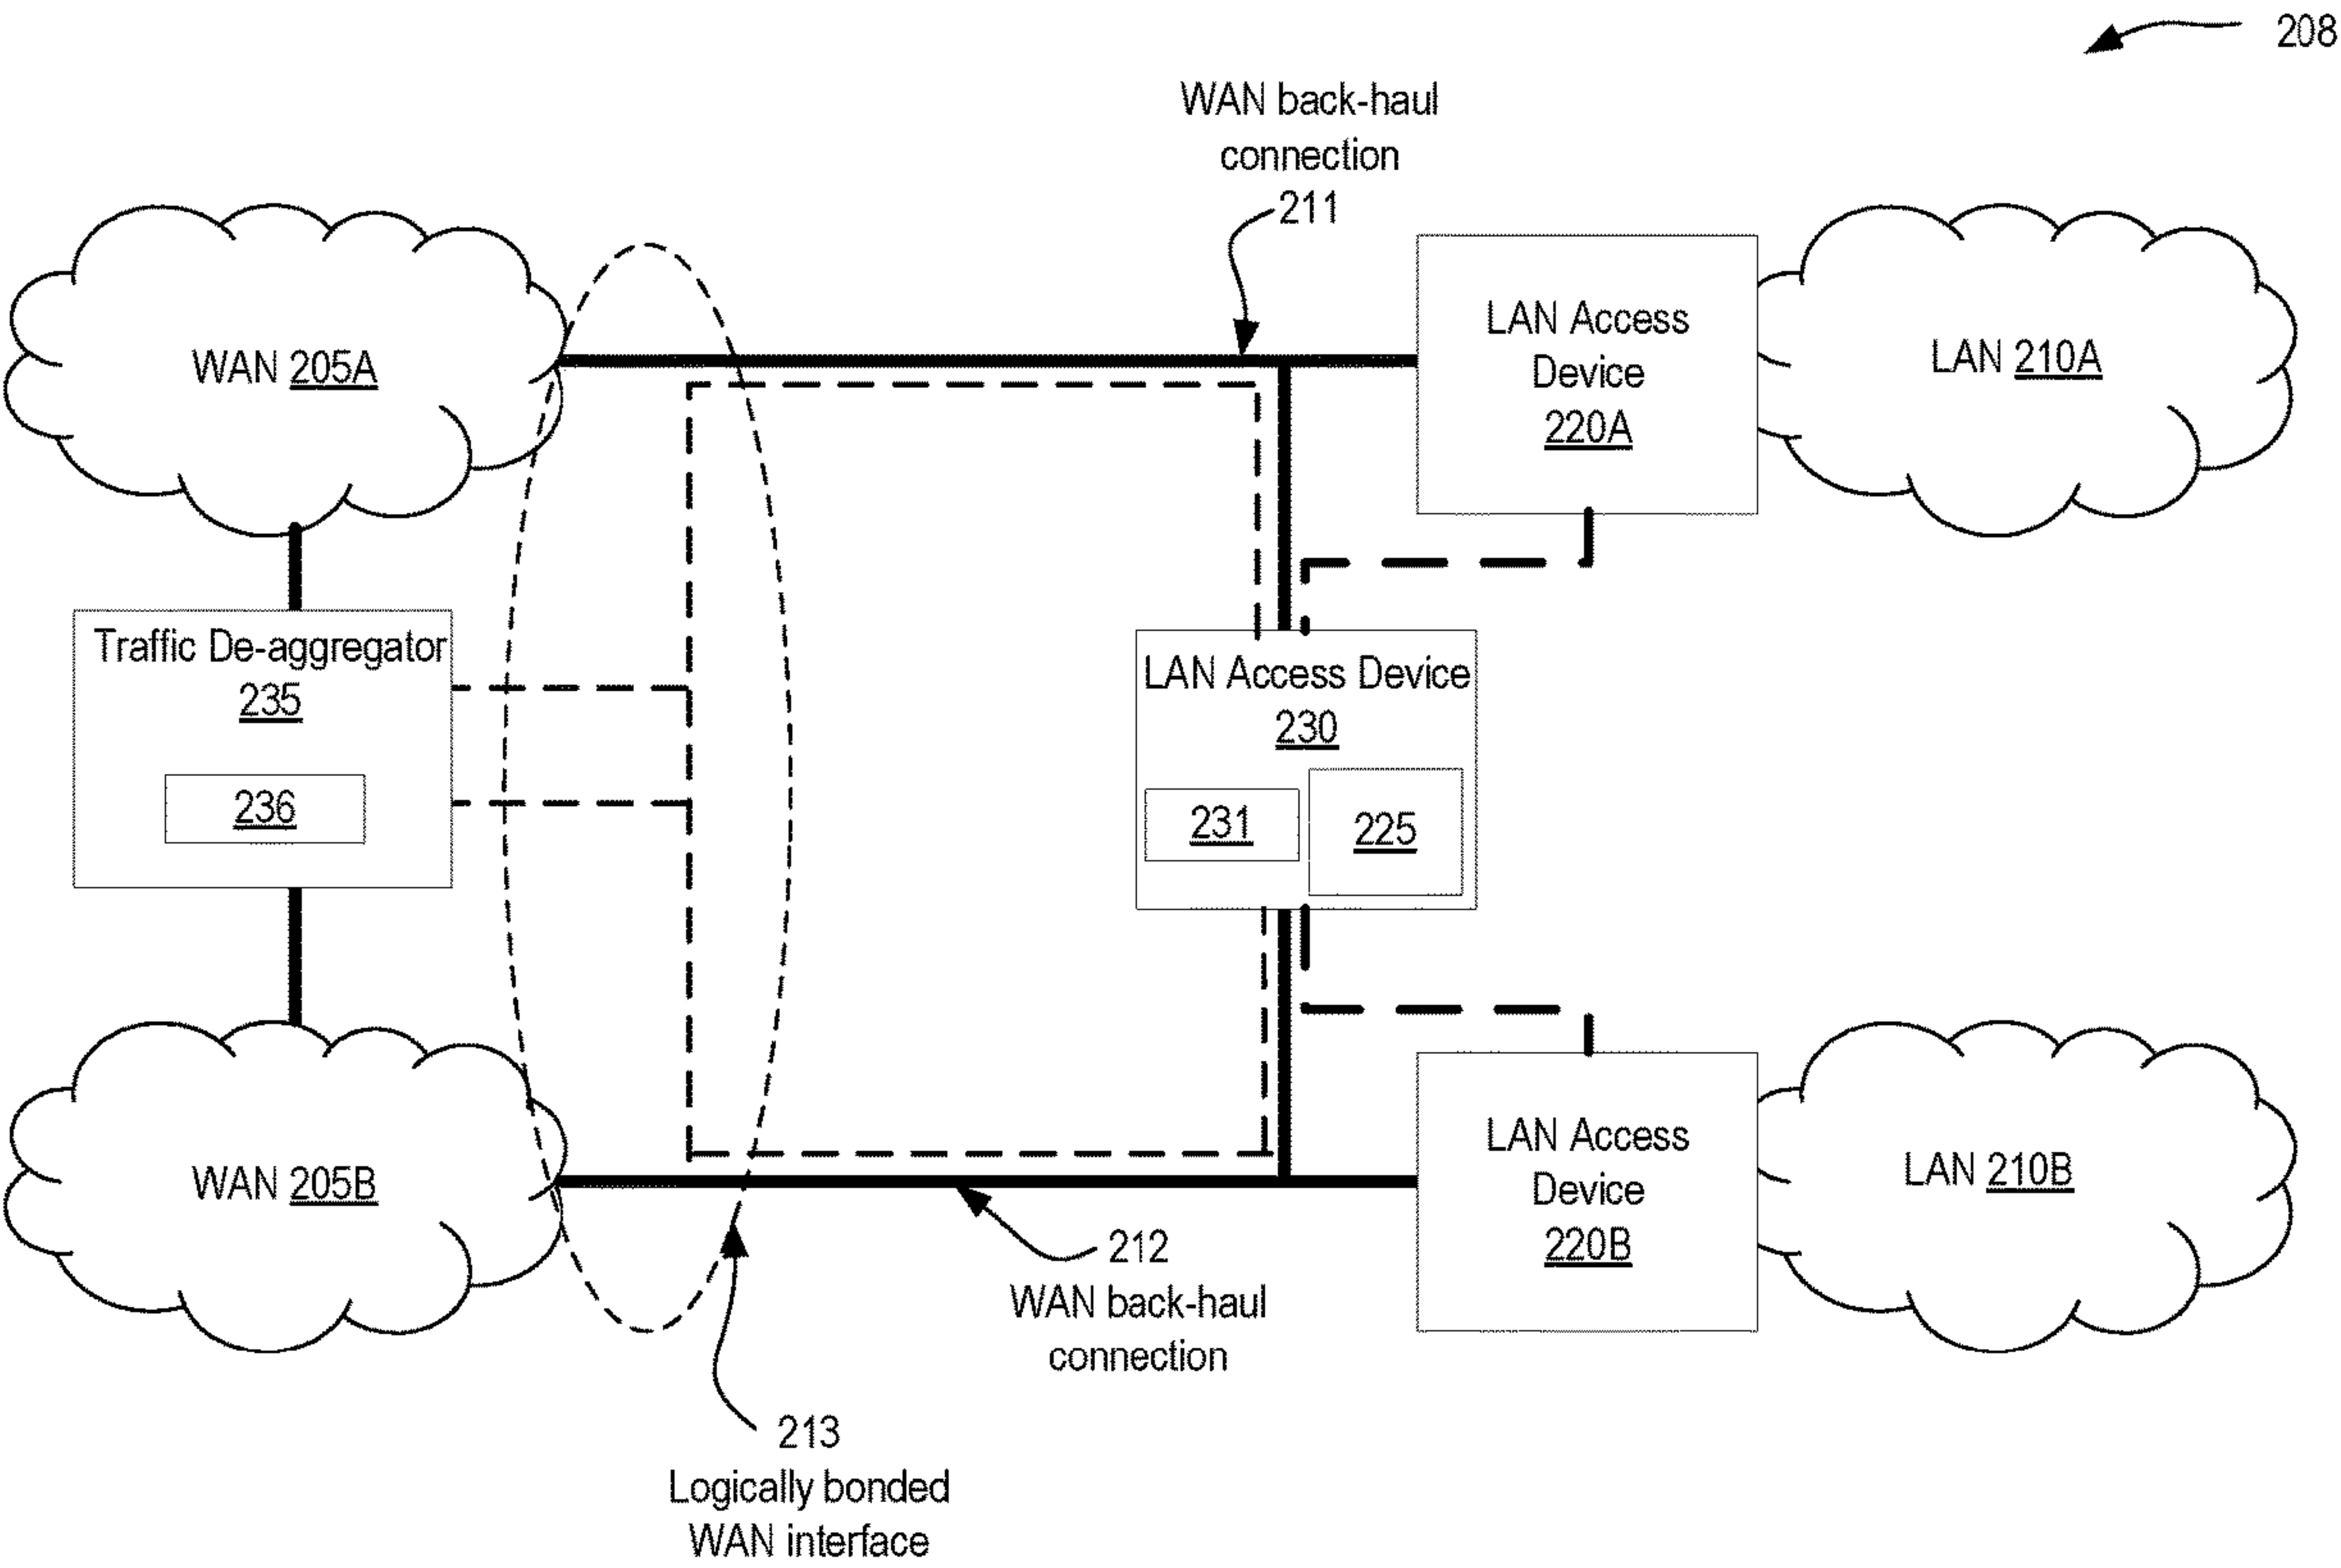 208
WAN back-haul
connection
211
WAN 205A
LAN Access
Device
220A
LAN 210A
Traffic De-aggregator
235
236
LAN Access Device
230
231
225
WAN 205B
LAN Access
Device
220B
LAN 210B
212
WAN back-haul
connection
213
Logically bonded
WAN interface